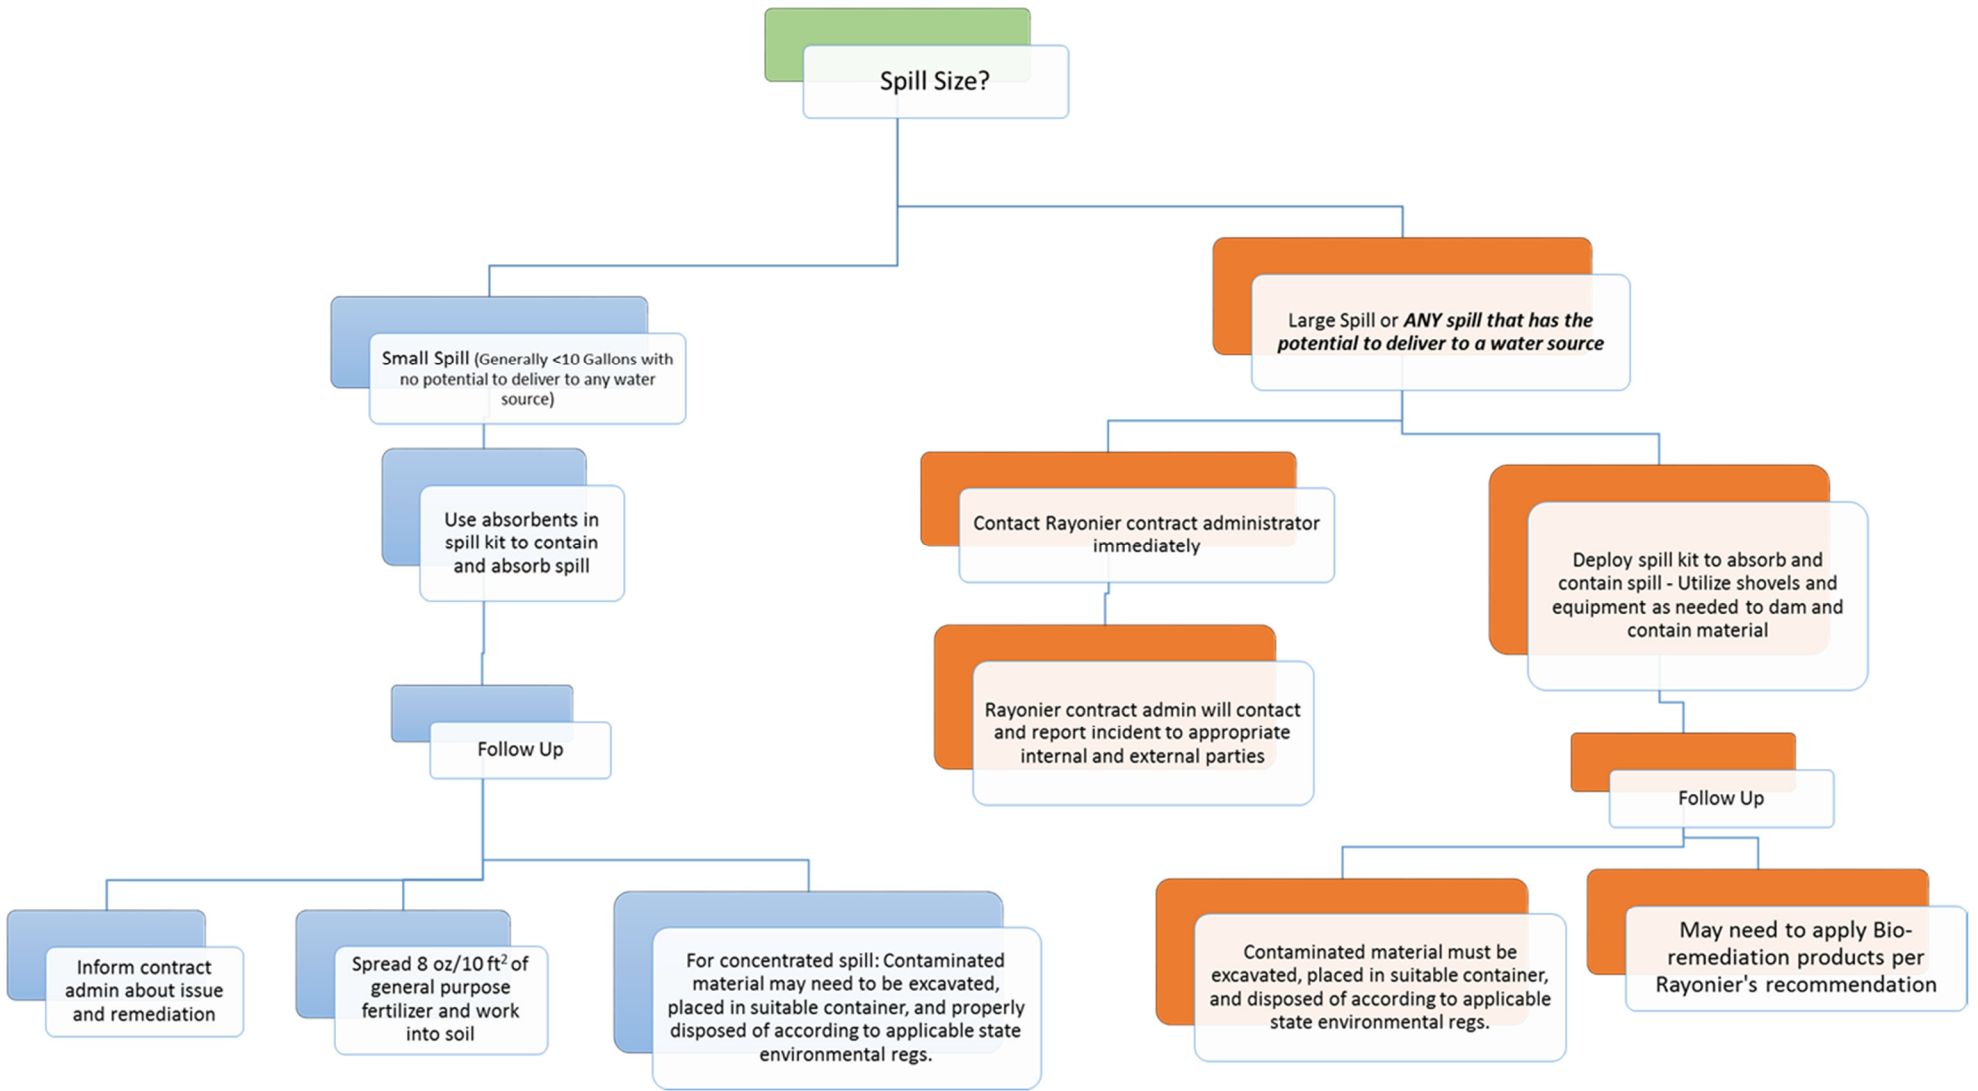 Spill Size?
Large Spill or ANY spill that has the
potential to deliver to a water source
Small Spill (Generally <10 Gallons with
no potential to deliver to any water
source)
Use absorbents in
spill kit to contain
and absorb spill
Contact Rayonier contract administrator
immediately
Deploy spill kit to absorb and
contain spill - Utilize shovels and
equipment as needed to dam and
contain material
Rayonier contract admin will contact
and report incident to appropriate
internal and external parties
Follow Up
Follow Up
Inform contract
admin about issue
and remediation
Spread 8 oz/10 ft² of
general purpose
fertilizer and work
into soil
For concentrated spill: Contaminated
material may need to be excavated,
placed in suitable container, and properly
disposed of according to applicable state
environmental regs.
Contaminated material must be
excavated, placed in suitable container,
and disposed of according to applicable
state environmental regs.
May need to apply Bio-
remediation products per
Rayonier's recommendation